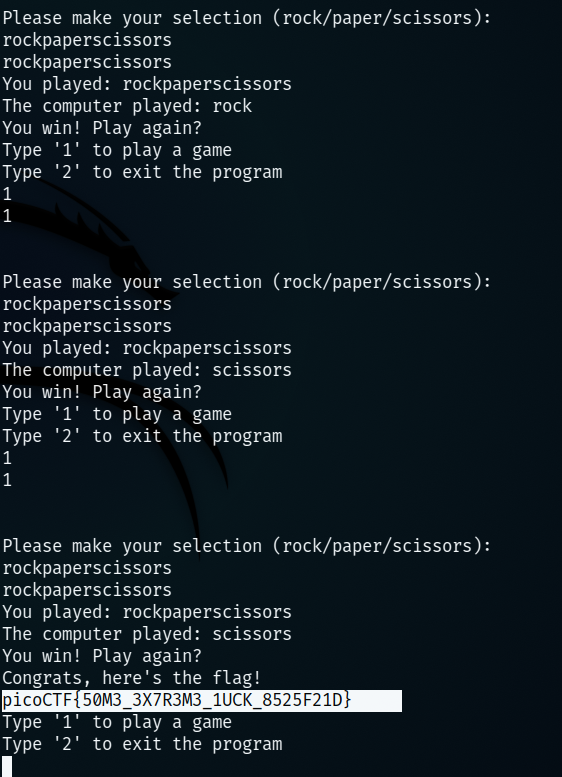 Please make your selection (rock/paper/scissors):
rockpaperscissors
rockpaperscissors
You played: rockpaperscissors
The computer played: rock
You win! Play again?
Type '1' to play a game
Type '2' to exit the program
1
1
Please make your selection (rock/paper/scissors):
rockpaperscissors
rockpaperscissors
You played: rockpaperscissors
The computer played: scissors
You win! Play again?
Type '1' to play a game
Type '2' to exit the program
1
1
Please make your selection (rock/paper/scissors):
rockpaperscissors
rockpaperscissors
You played: rockpaperscissors
The computer played: scissors
You win! Play again?
Congrats, here's the flag!
picoCTF{50M3_3X7R3M3_1UCK_8525F21D}
Type '1' to play a game
Type '2' to exit the program